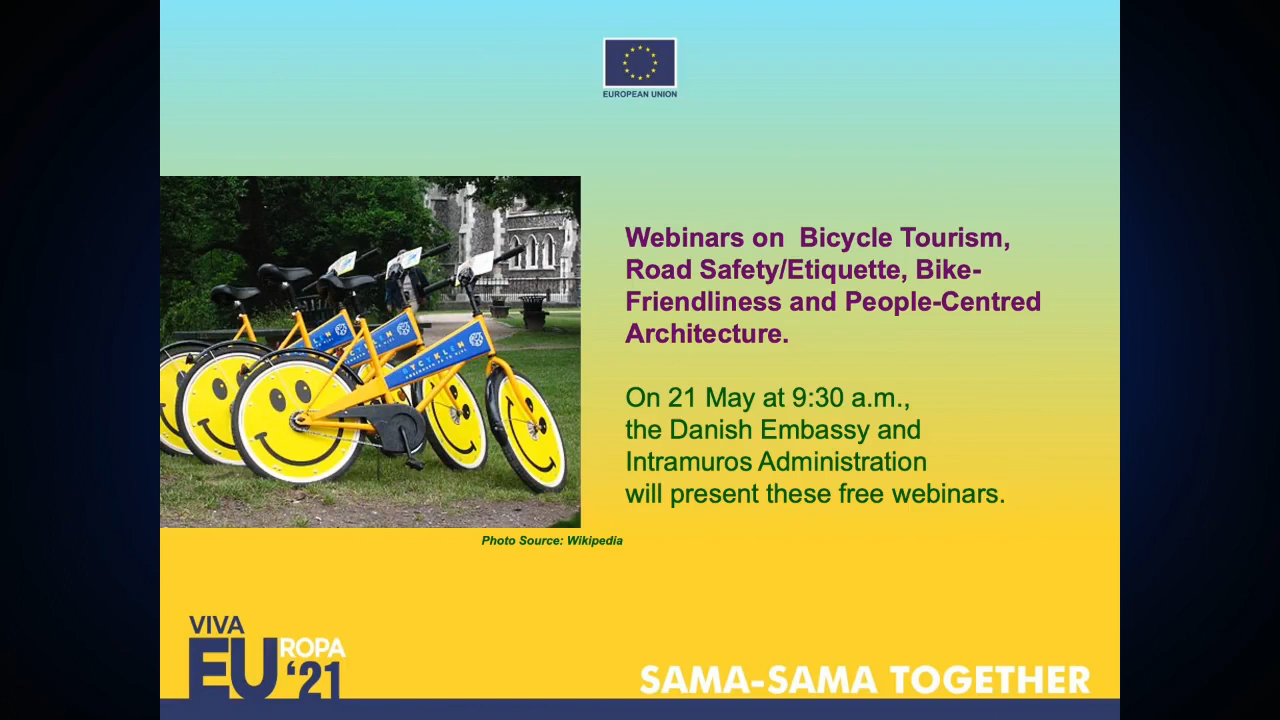 EUROPEAN UNION
Webinars on  Bicycle Tourism,
Road Safety/Etiquette, Bike-
Friendliness and People-Centred
Architecture.
On 21 May at 9:30 a.m.,
the Danish Embassy and
Intramuros Administration
will present these free webinars.
Photo Source: Wikipedia
VIVA
EUROPA
‘21
SAMA-SAMA TOGETHER